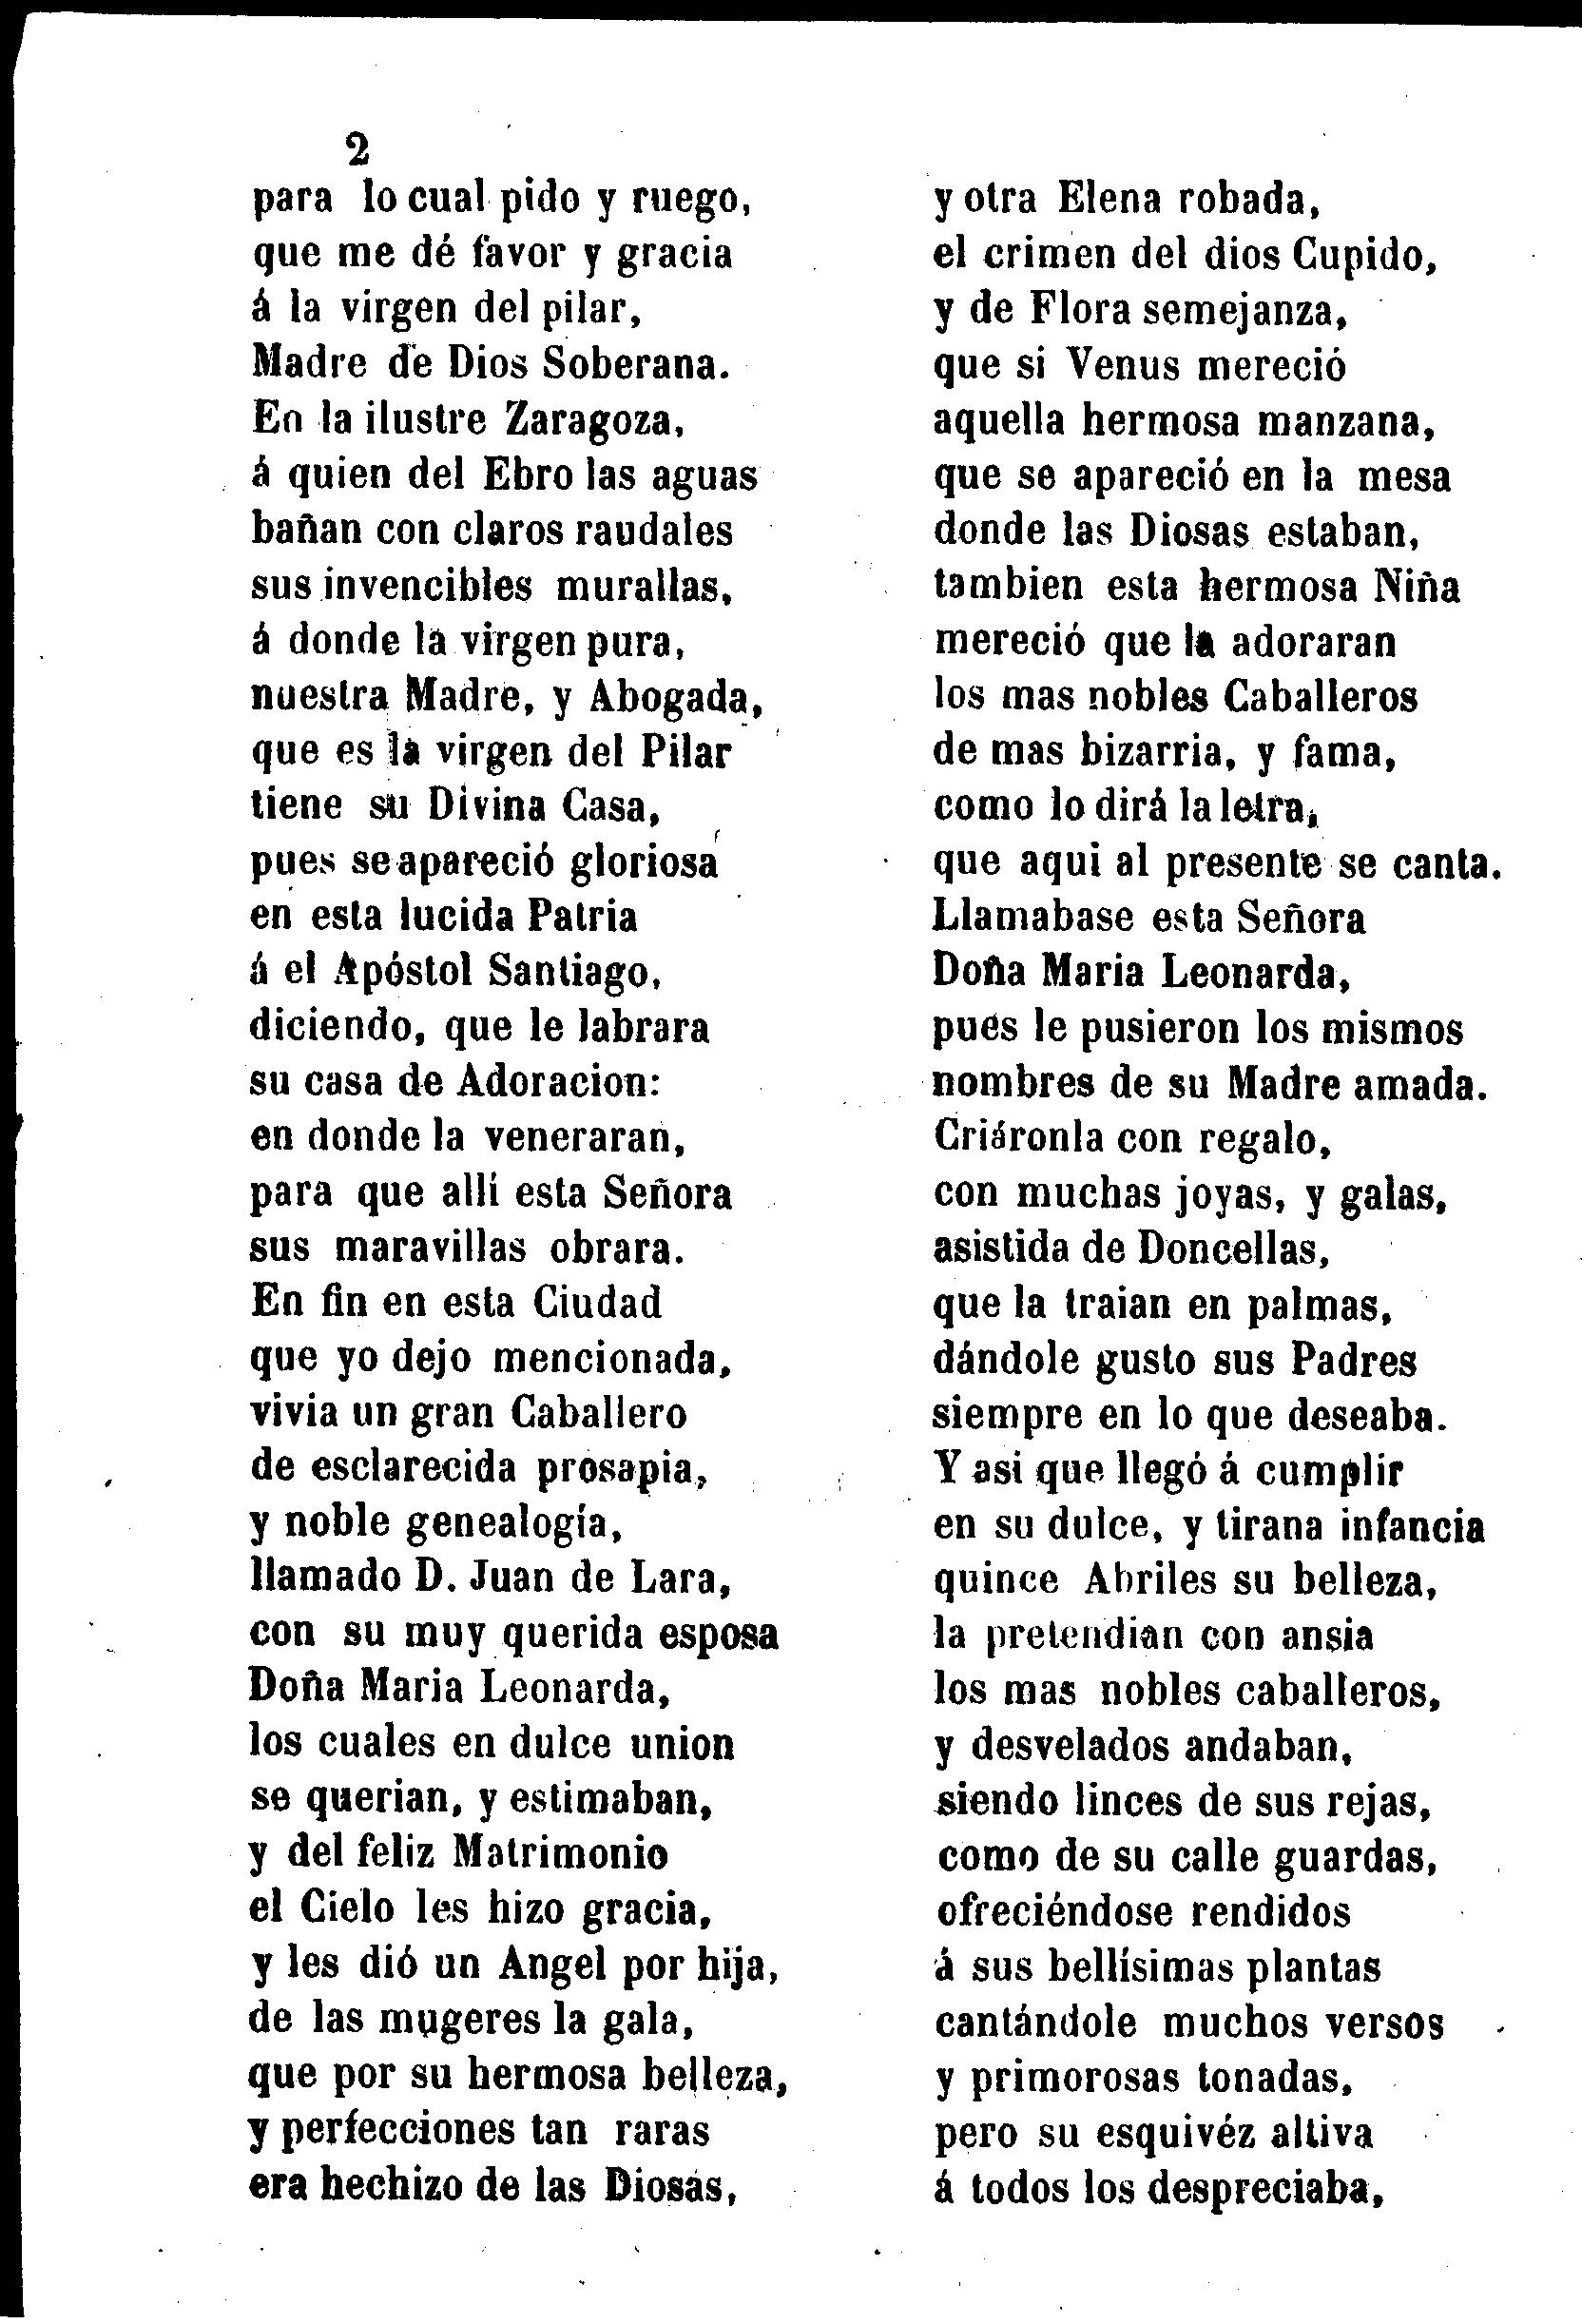 2
para lo cual pido y ruego,
que me dé favor y gracia
á la virgen del pilar,
Madre de Dios Soberana.
En la ilustre Zaragoza,
á quien del Ebro las aguas
bañan con claros raudales
sus invencibles murallas,
á donde la virgen pura,
nuestra Madre, y Abogada,
que es la virgen del Pilar
tiene su Divina Casa,
pues se apareció gloriosa
en esta lucida Patria
á el Apóstol Santiago,
diciendo, que le labrara
su casa de Adoracion:
en donde la veneraran,
para que allí esta Señora
sus maravillas obrara.
En fin en esta Ciudad
que yo dejo mencionada,
vivia un gran Caballero
de esclarecida prosapia,
y noble genealogía,
llamado D. Juan de Lara,
con su muy querida esposa
Doña Maria Leonarda,
los cuales en dulce union
se querian, y estimaban,
y del feliz Matrimonio
el Cielo les hizo gracia,
y les dió un Angel por hija,
de las mugeres la gala,
que por su hermosa belleza,
y perfecciones tan raras
era hechizo de las Diosas,
y otra Elena robada,
el crimen del dios Cupido,
y de Flora semejanza,
que si Venus mereció
aquella hermosa manzana,
que se apareció en la mesa
donde las Diosas estaban,
tambien esta hermosa Niña
mereció que la adoraran
los mas nobles Caballeros
de mas bizarria, y fama,
como lo dirá la letra,
que aqui al presente se canta.
Llamabase esta Señora
Doña Maria Leonarda,
pues le pusieron los mismos
nombres de su Madre amada.
Criáronla con regalo,
con muchas joyas, y galas,
asistida de Doncellas,
que la traian en palmas,
dándole gusto sus Padres
siempre en lo que deseaba.
Y asi que llegó á cumplir
en su dulce, y tirana infancia
quince Abriles su belleza,
la pretendian con ansia
los mas nobles caballeros,
y desvelados andaban,
siendo linces de sus rejas,
como de su calle guardas,
ofreciéndose rendidos
á sus bellísimas plantas
cantándole muchos versos
y primorosas tonadas,
pero su esquivéz altiva
á todos los despreciaba,